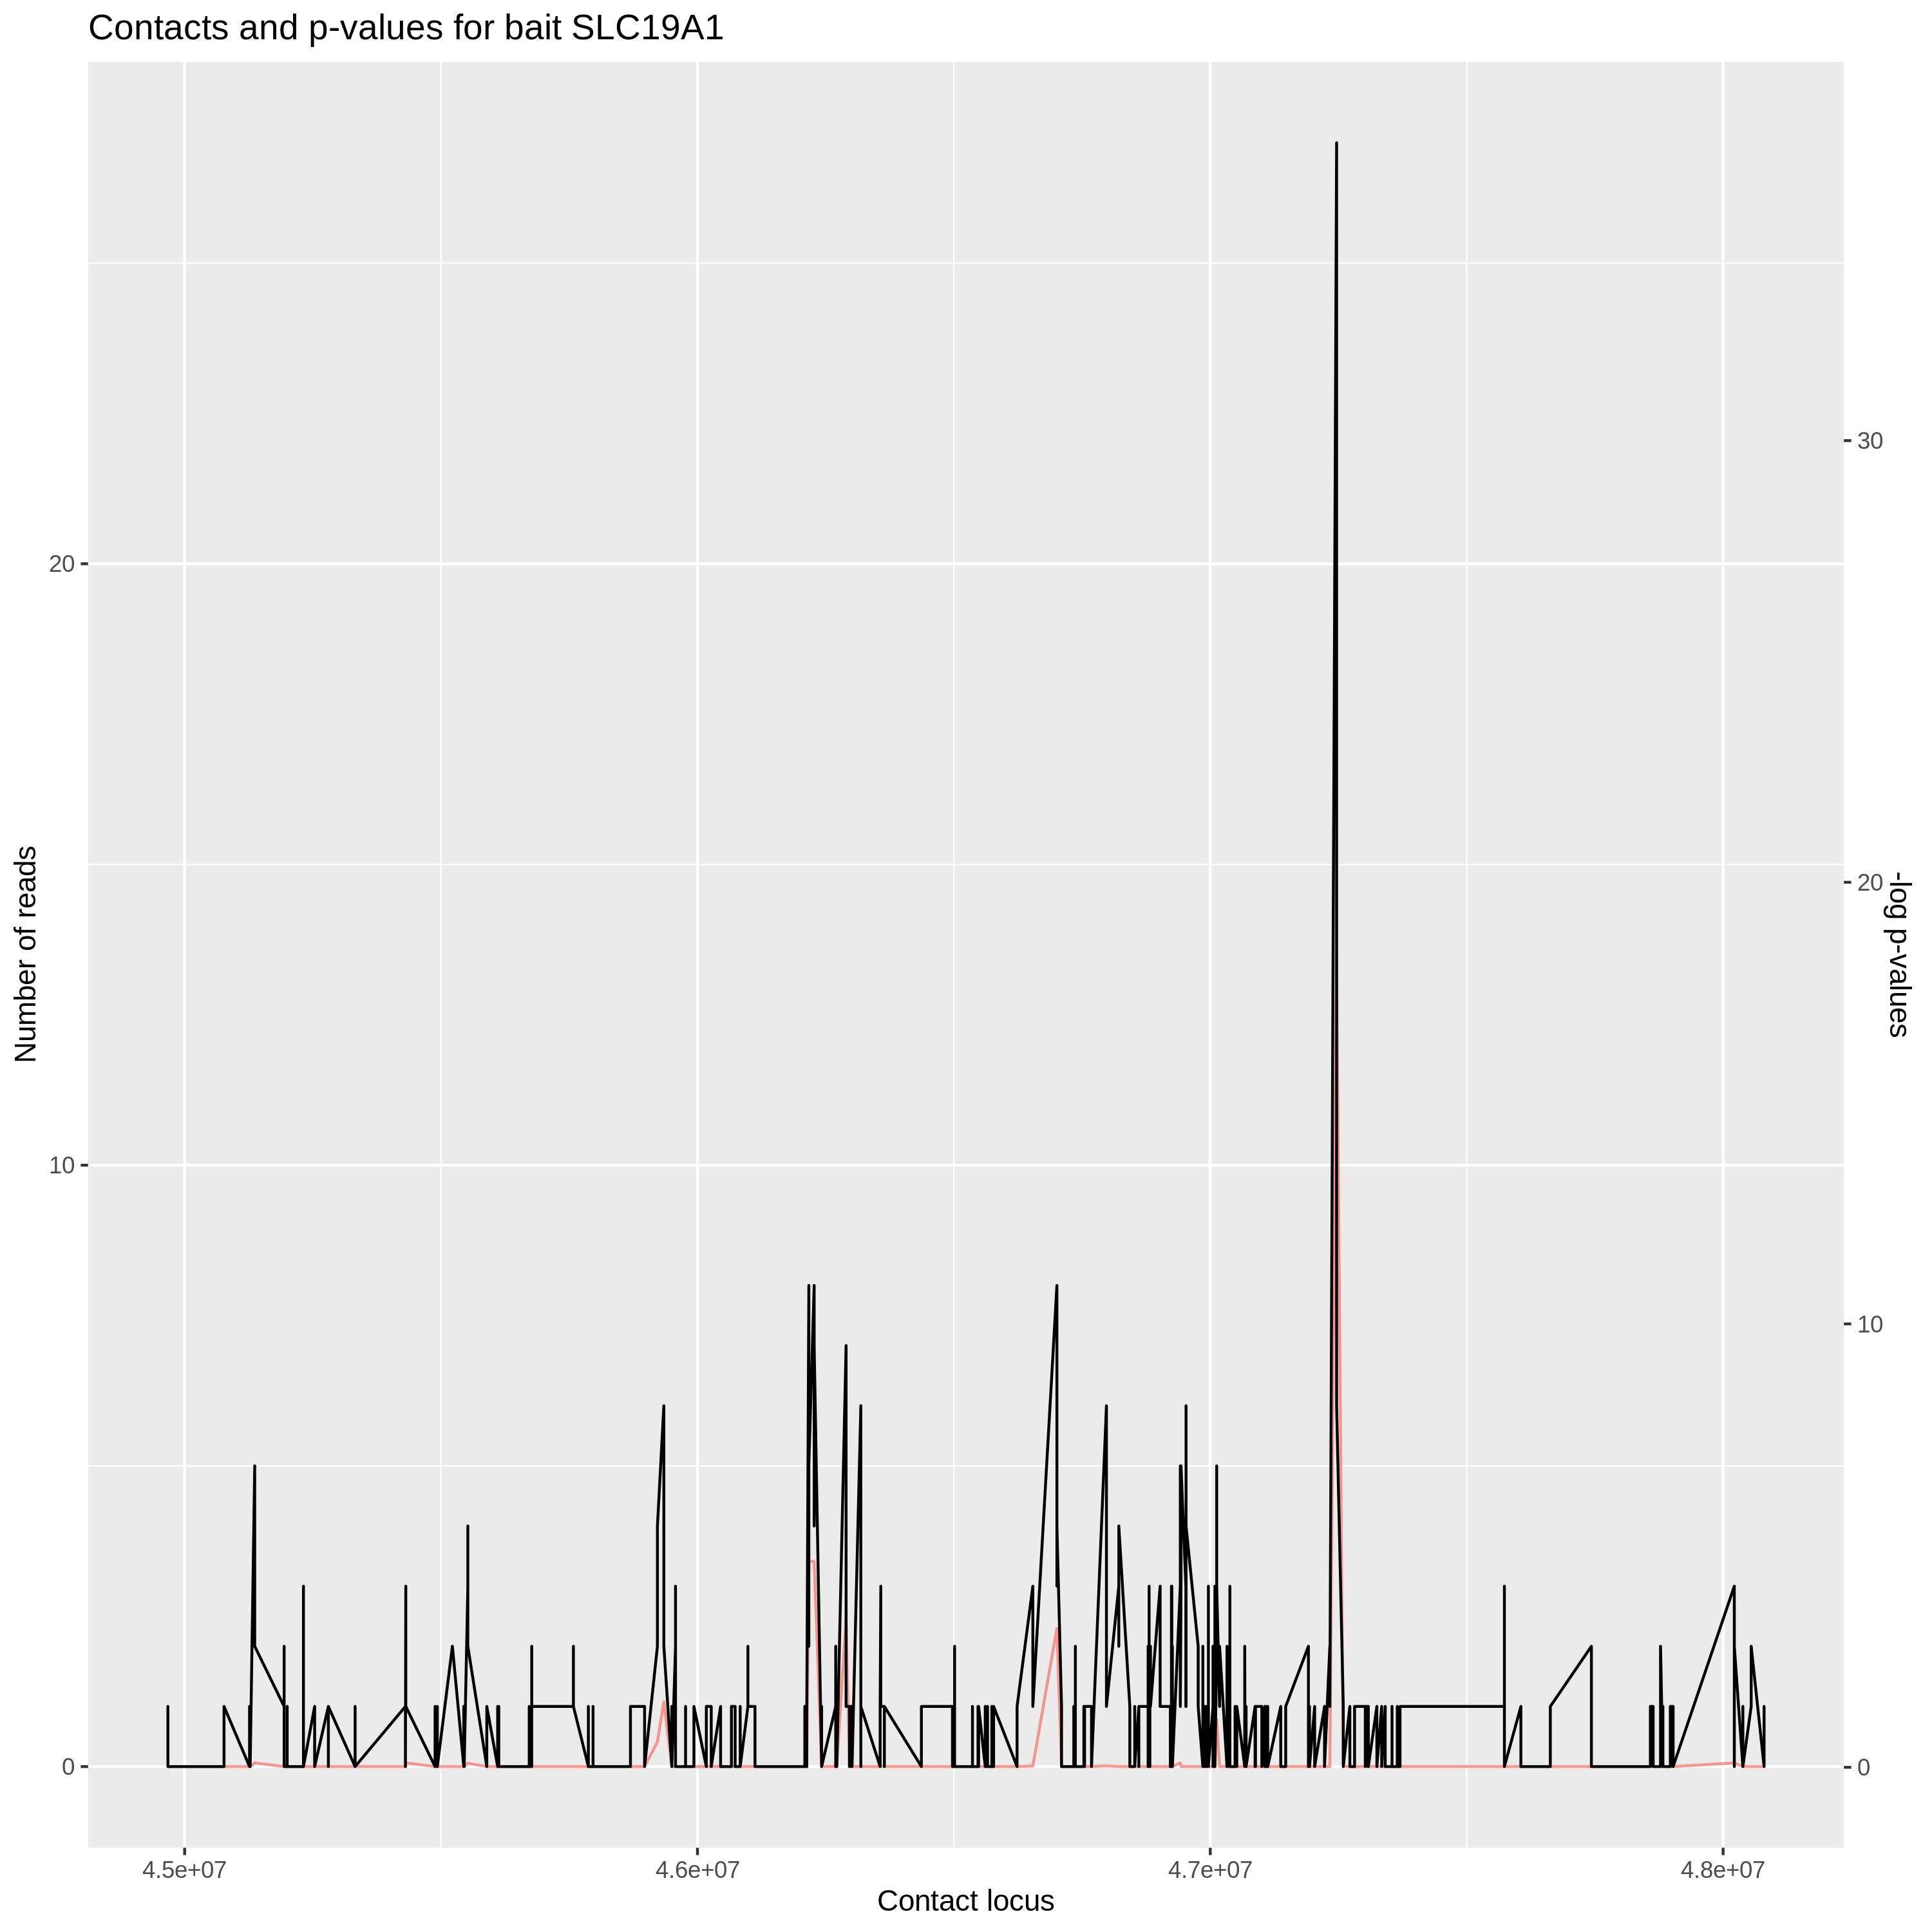 Contacts and p-values for bait SLC19A1
Number of reads
20
10
0
30
20
10
0
-log p-values
4.5e+07 4.6e+07 4.7e+07 4.8e+07
Contact locus